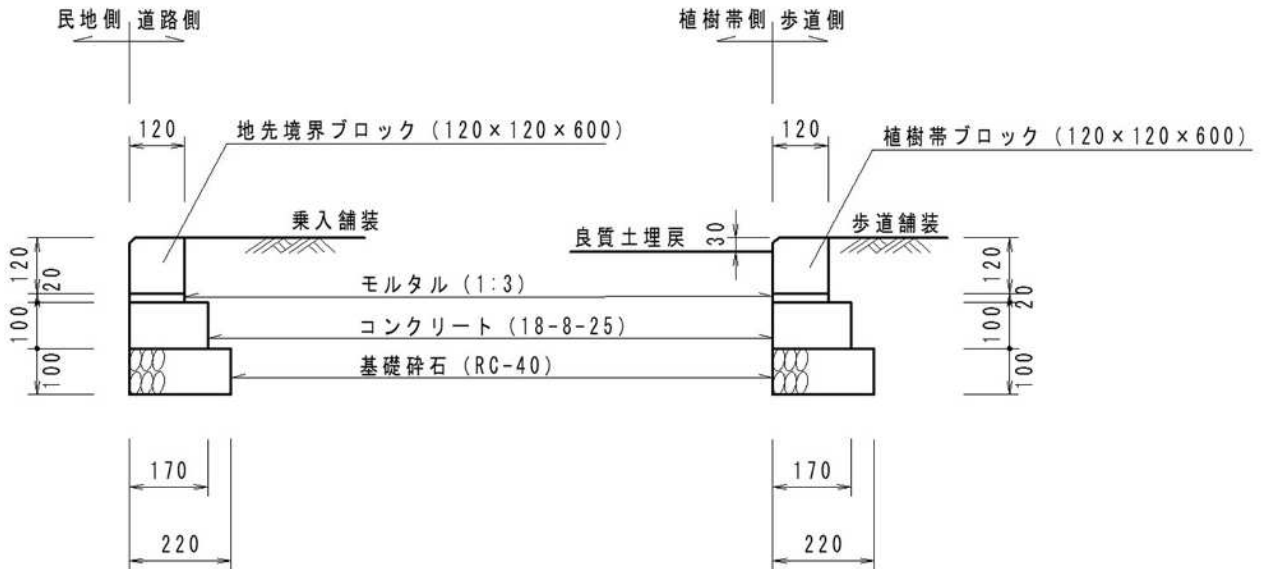 民地側 道路側
植樹帯側 歩道側
120
地先境界ブロック (120×120×600)
120
植樹帯ブロック (120×120×600)
乗入舗装
良質土埋戻
30
歩道舗装
120
20
100
100
モルタル (1:3)
コンクリート (18-8-25)
基礎砕石 (RC-40)
120
20
100
100
170
220
170
220